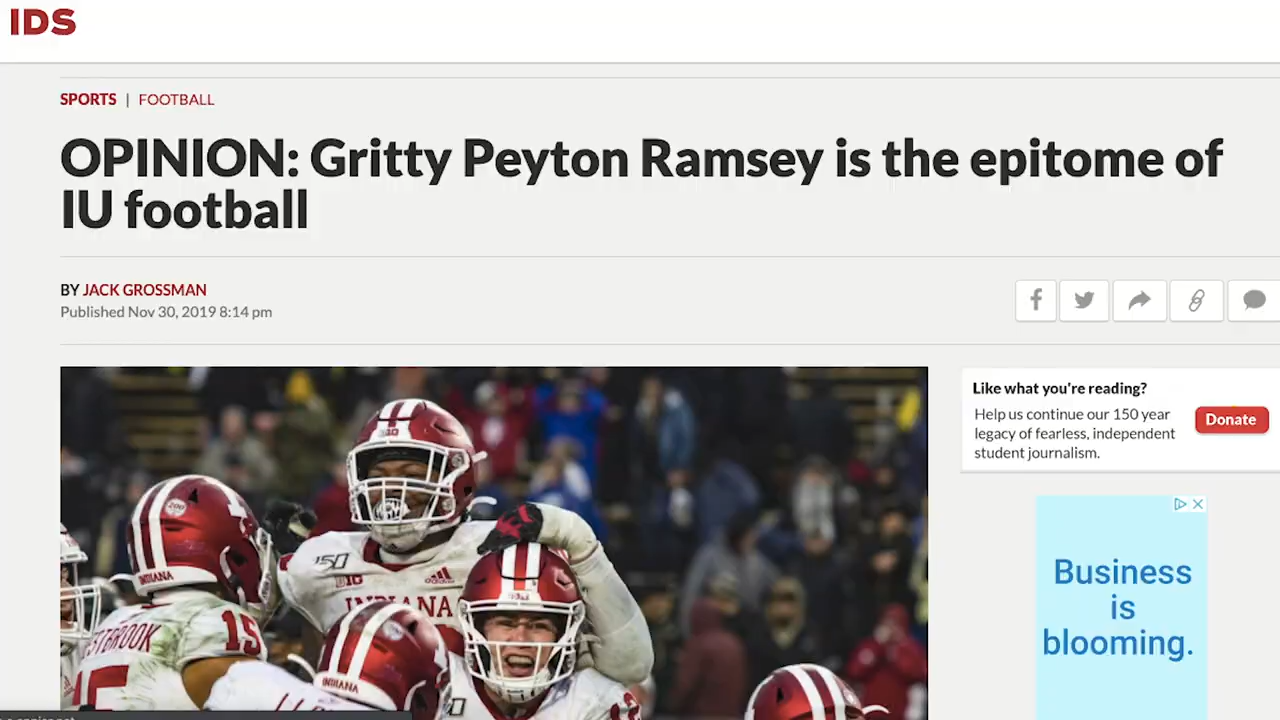 IDS
SPORTS | FOOTBALL
OPINION: Gritty Peyton Ramsey is the epitome of
IU football
BY JACK GROSSMAN
Published Nov 30, 2019 8:14 pm
Like what you're reading?
Help us continue our 150 year
legacy of fearless, independent
student journalism.
Donate
Business
is
blooming.
150
INDIANA
INDIANA
15
INDIANA